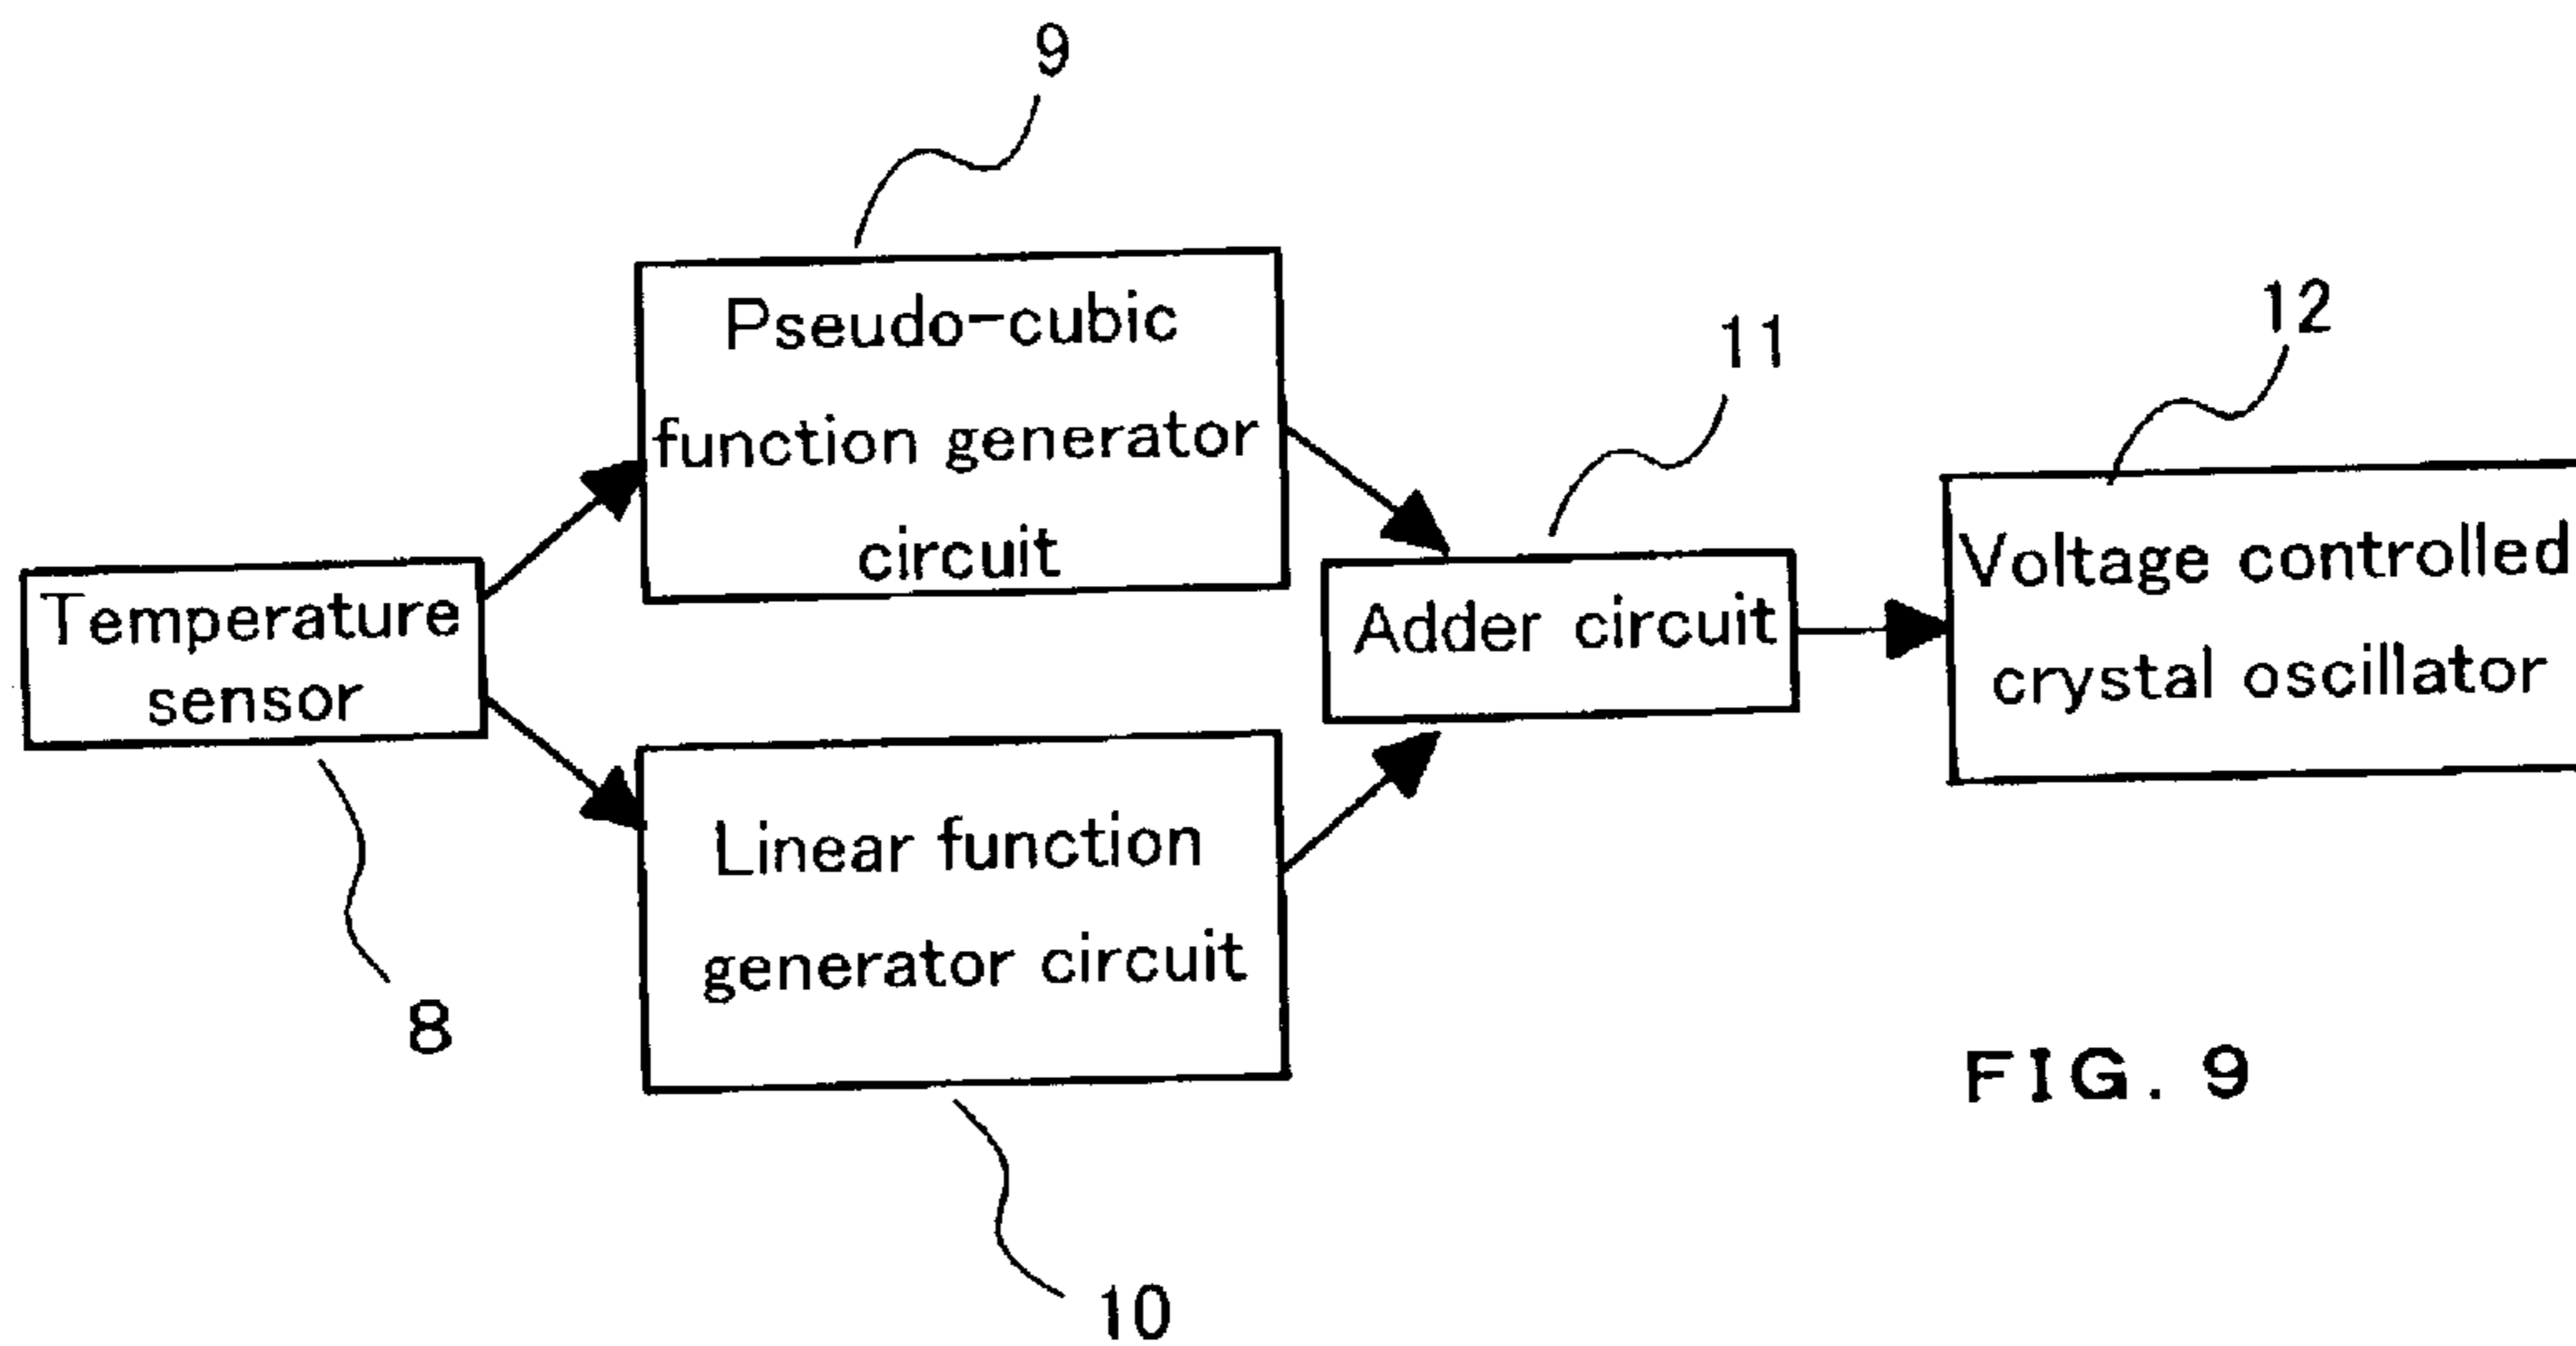 9
Pseudo-cubic
function generator
circuit
11
12
Temperature
sensor
8
Adder circuit
Voltage controlled
crystal oscillator
Linear function
generator circuit
10
FIG. 9